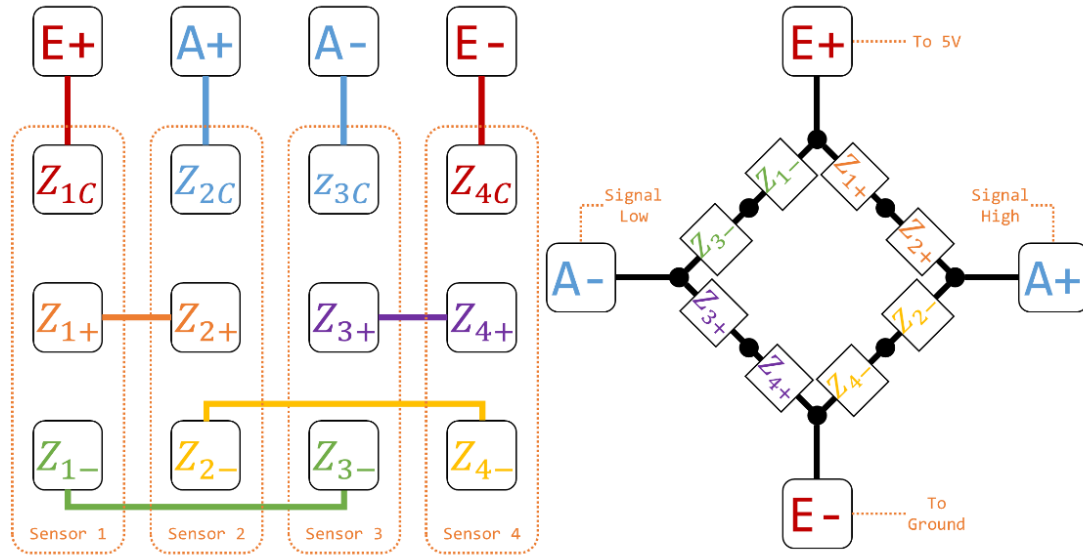 E+ A+ A- E-
Z1C Z2C z3C Z4C
Z1+ Z2+ Z3+ Z4+
Z1− Z2− Z3− Z4−
Sensor 1 Sensor 2 Sensor 3 Sensor 4
E+
To 5V
Z1− Z1+
Signal
Low
Signal
High
Z3− Z2+
A- A+
Z3+ Z2−
Z4+ Z4−
E-
To
Ground